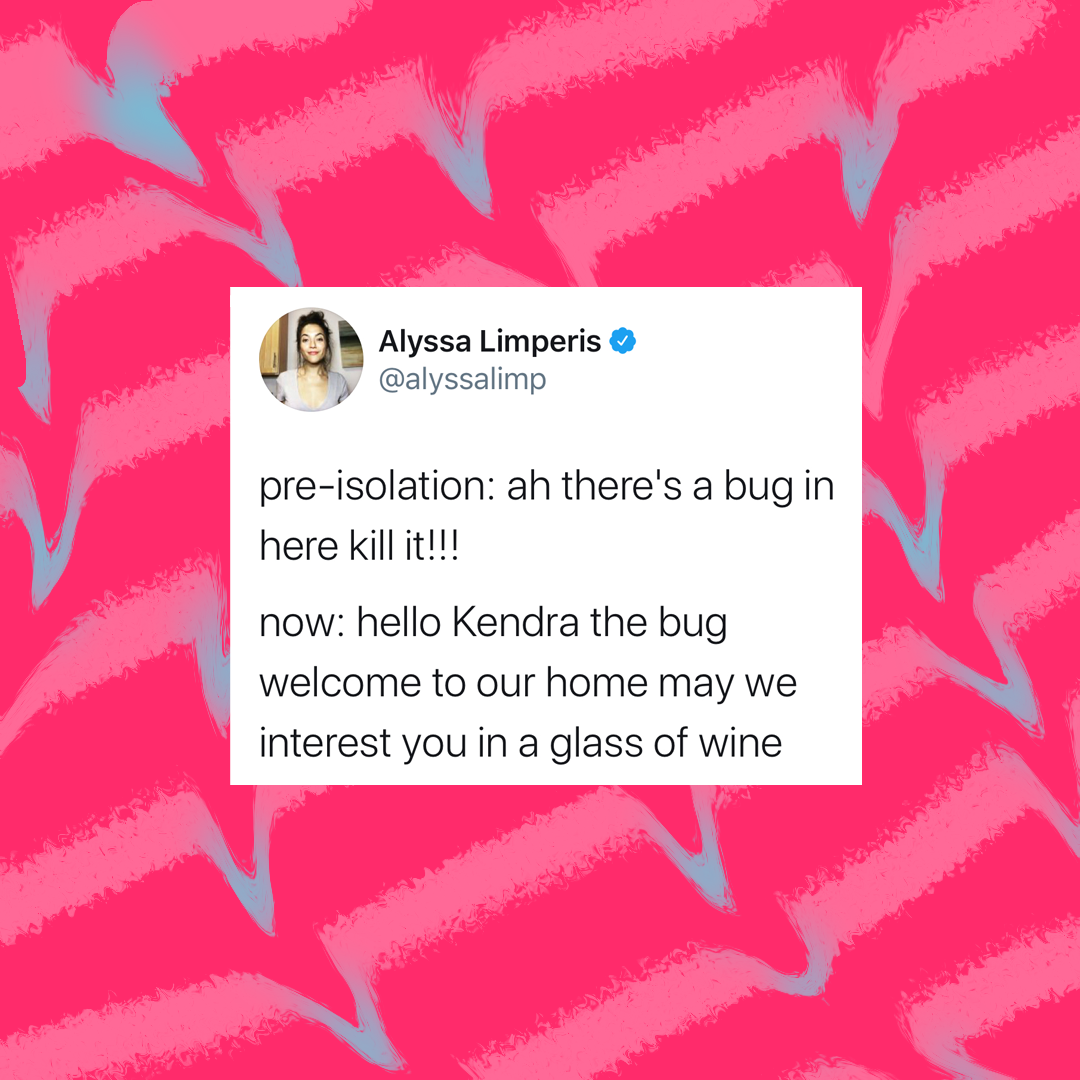 Alyssa Limperis
@alyssalimp
pre-isolation: ah there's a bug in
here kill it!!!
now: hello Kendra the bug
welcome to our home may we
interest you in a glass of wine